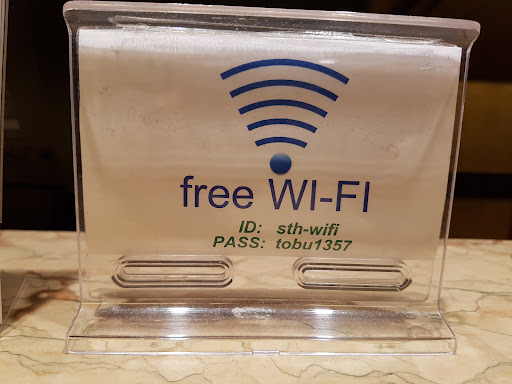 free WI-FI
ID: sth-wifi
PASS: tobu1357